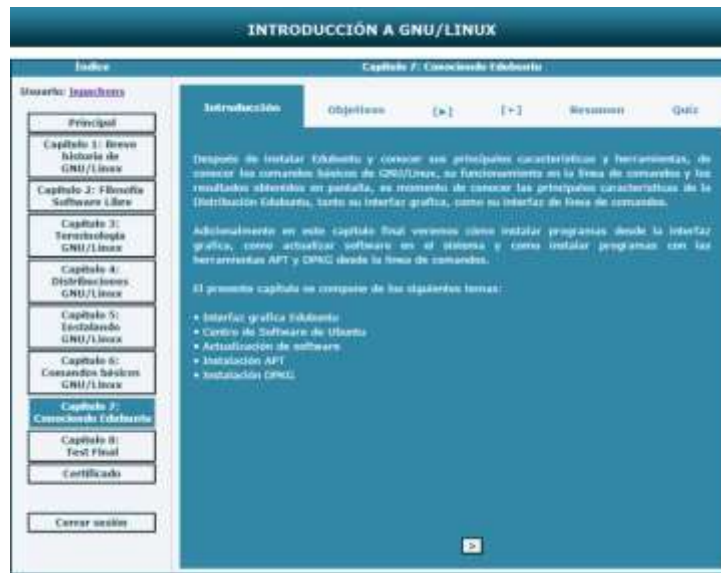 INTRODUCCIÓN A GNU/LINUX
Índice
Capítulo 7: Conociendo Edubuntu
Usuario:
Introducción
Objetivos
[►]
[+]
Resumen
Quiz
Principal
Capítulo 1: Breve
historia de
GNU/Linux
Capítulo 2: Filosofía
Software Libre
Capítulo 3:
Terminología
GNU/Linux
Capítulo 4:
Distribuciones
GNU/Linux
Capítulo 5:
Instalando
GNU/Linux
Capítulo 6:
Comandos básicos
GNU/Linux
Capítulo 7:
Conociendo Edubuntu
Capítulo 8:
Test Final
Certificado
Cerrar sesión
Después de instalar Edubuntu y conocer sus principales características y herramientas, de
conocer los comandos básicos de GNU/Linux, su funcionamiento en la línea de comandos y los
resultados obtenidos en pantalla, es momento de conocer las principales características de la
Distribución Edubuntu, tanto su interfaz grafica, como su interfaz de línea de comandos.
Adicionalmente en este capítulo final veremos cómo instalar programas desde la interfaz
grafica, como actualizar software en el sistema y como instalar programas con las
herramientas APT y DPKG desde la línea de comandos.
El presente capítulo se compone de los siguientes temas:
• Interfaz grafica Edubuntu
• Centro de Software de Ubuntu
• Actualización de software
• Instalación APT
• Instalación DPKG
>